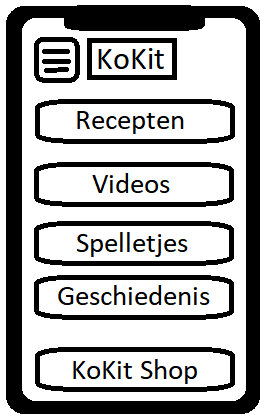 KoKit
Recepten
Videos
Spelletjes
Geschiedenis
KoKit Shop